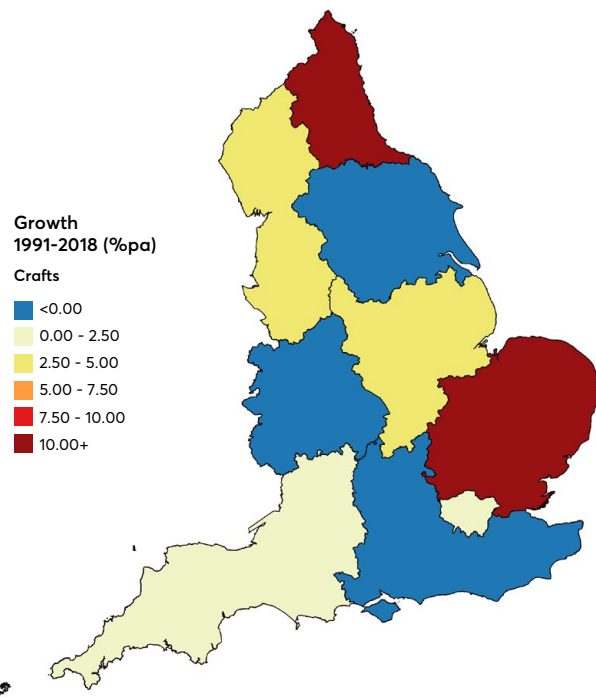 Growth
1991-2018 (%pa)
Crafts
<0.00
0.00 - 2.50
2.50 - 5.00
5.00 - 7.50
7.50 - 10.00
10.00+